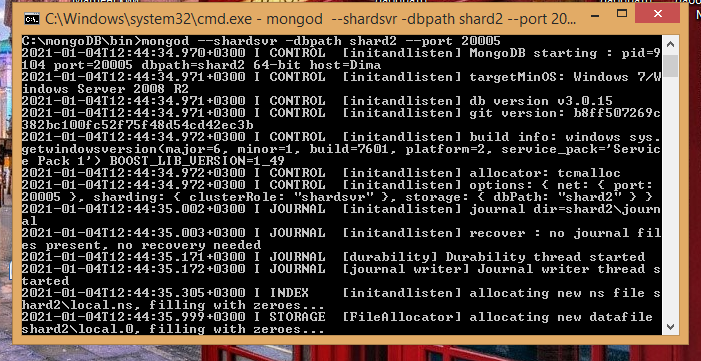 C:\Windows\system32\cmd.exe - mongod --shardsvr -dbpath shard2 --port 20...
C:\mongoDB\bin>mongod --shardsvr -dbpath shard2 --port 20005
2021-01-04T12:44:34.970+0300 I CONTROL [initandlisten] MongoDB starting : pid=9
104 port=20005 dbpath=shard2 64-bit host=Dima
2021-01-04T12:44:34.971+0300 I CONTROL [initandlisten] targetMinOS: Windows 7/W
indows Server 2008 R2
2021-01-04T12:44:34.971+0300 I CONTROL [initandlisten] db version v3.0.15
2021-01-04T12:44:34.971+0300 I CONTROL [initandlisten] git version: b8ff507269c
382bc100fc52f75f48d54cd42ec3b
2021-01-04T12:44:34.972+0300 I CONTROL [initandlisten] build info: windows sys.
getwindowsversion(major=6, minor=1, build=7601, platform=2, service_pack='Servic
e Pack 1') BOOST_LIB_VERSION=1_49
2021-01-04T12:44:34.972+0300 I CONTROL [initandlisten] allocator: tcmalloc
2021-01-04T12:44:34.972+0300 I CONTROL [initandlisten] options: { net: { port:
20005 }, sharding: { clusterRole: "shardsvr" }, storage: { dbPath: "shard2" } }
2021-01-04T12:44:35.002+0300 I JOURNAL [initandlisten] journal dir=shard2\journ
al
2021-01-04T12:44:35.003+0300 I JOURNAL [initandlisten] recover : no journal fil
es present, no recovery needed
2021-01-04T12:44:35.171+0300 I JOURNAL [durability] Durability thread started
2021-01-04T12:44:35.172+0300 I JOURNAL [journal writer] Journal writer thread s
tarted
2021-01-04T12:44:35.305+0300 I INDEX [initandlisten] allocating new ns file s
hard2\local.ns, filling with zeroes...
2021-01-04T12:44:35.999+0300 I STORAGE [FileAllocator] allocating new datafile
shard2\local.0, filling with zeroes...